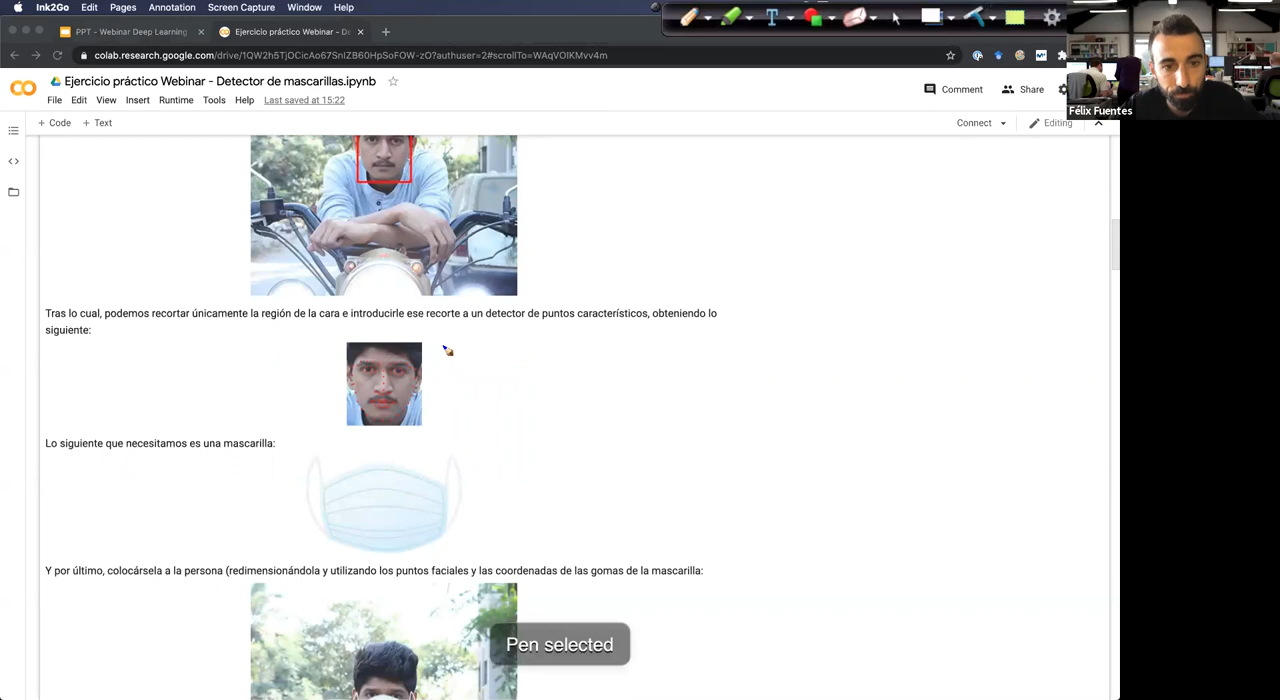 Ink2Go Edit Pages Annotation Screen Capture Window Help
PPT - Webinar Deep Learning
Ejercicio práctico Webinar - De
colab.research.google.com/drive/1QW2h5TjOCicAo67SnIZB60HpSoFOW-zO?authuser=2#scrollTo=WAqVOlKMvv4m
Ejercicio práctico Webinar - Detector de mascarillas.ipynb
File Edit View Insert Runtime Tools Help Last saved at 15:22
Comment Share
Félix Fuentes
+ Code + Text Connect Editing
Tras lo cual, podemos recortar únicamente la región de la cara e introducirle ese recorte a un detector de puntos característicos, obteniendo lo
siguiente:
Lo siguiente que necesitamos es una mascarilla:
Y por último, colocársela a la persona (redimensionándola y utilizando los puntos faciales y las coordenadas de las gomas de la mascarilla:
Pen selected